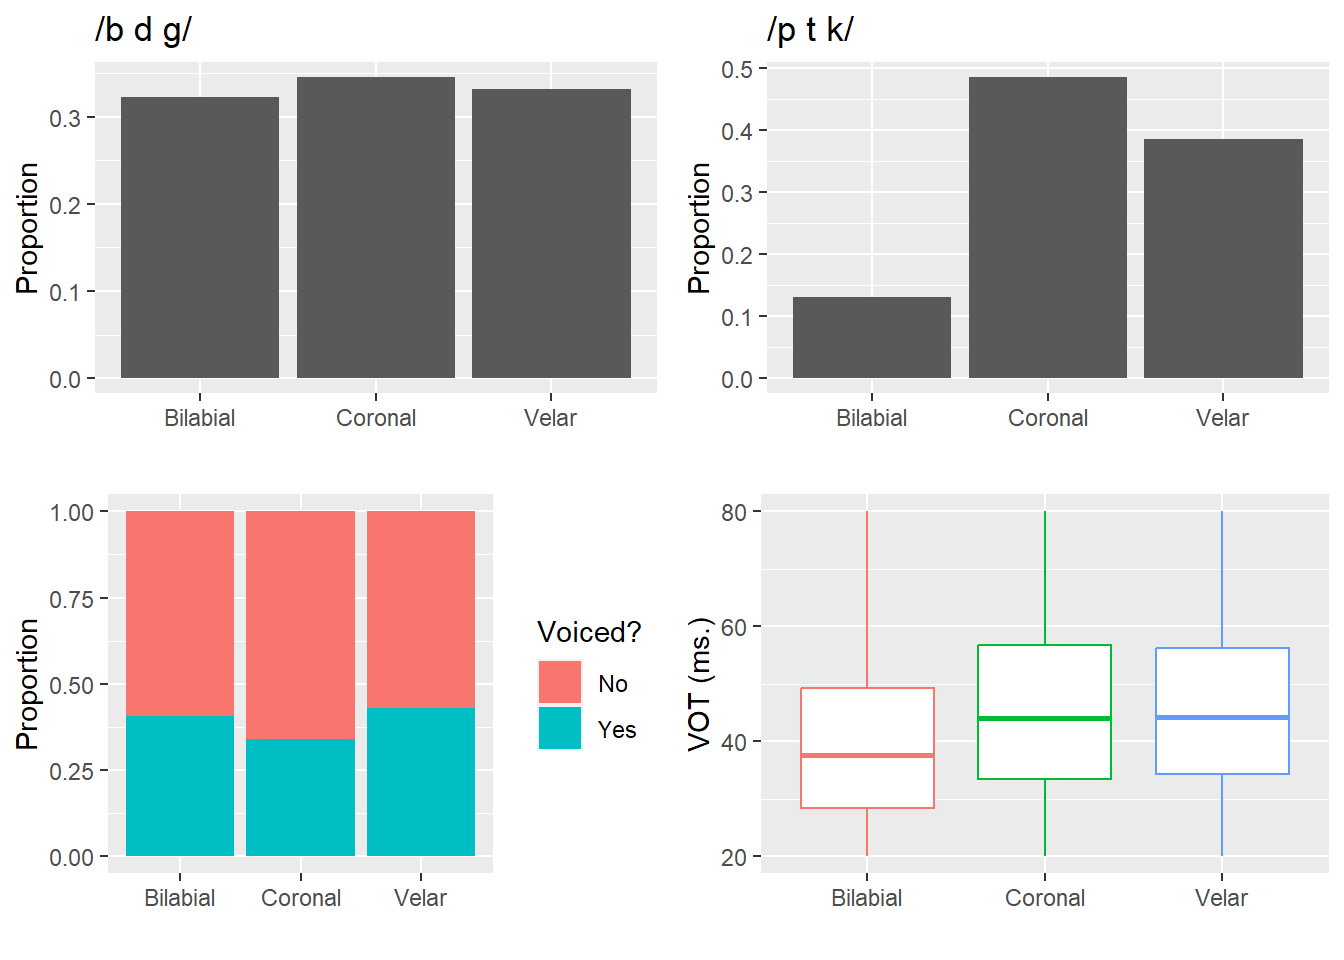 /b d g/
Proportion
0.3
0.2
0.1
0.0
Bilabial Coronal Velar
/p t k/
Proportion
0.5
0.4
0.3
0.2
0.1
0.0
Bilabial Coronal Velar
Proportion
1.00
0.75
0.50
0.25
0.00
Bilabial Coronal Velar
Voiced?
No
Yes
VOT (ms.)
80
60
40
20
Bilabial Coronal Velar